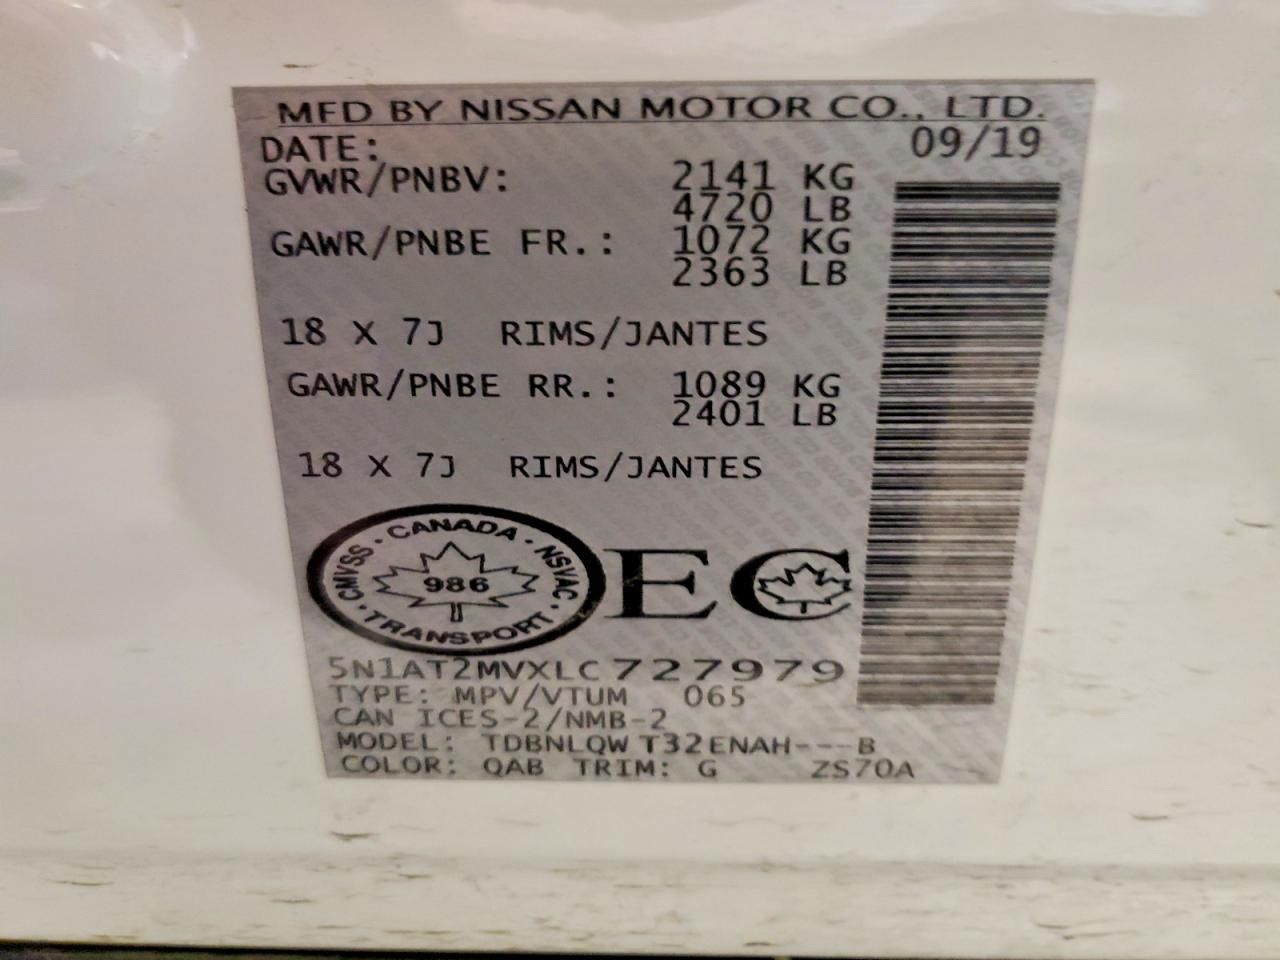 MFD BY NISSAN MOTOR CO., LTD.
DATE: 09/19
GVWR/PNBV: 2141 KG
4720 LB
GAWR/PNBE FR.: 1072 KG
2363 LB
18 X 7J RIMS/JANTES
GAWR/PNBE RR.: 1089 KG
2401 LB
18 X 7J RIMS/JANTES
CANADA · NSVAC · TRANSPORT · CMVSS ·
986
EC
5N1AT2MVXLC727979
TYPE: MPV/VTUM 065
CAN ICES-2/NMB-2
MODEL: TDBNLQW T32ENAH---B
COLOR: QAB TRIM: G ZS70A